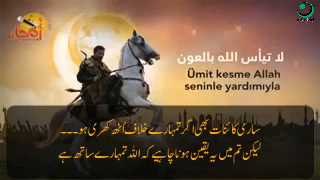 لا تيأس الله بالعون
Ümit kesme Allah
seninle yardımıyla
ساری کائنات بھی اگر تمہارے خلاف اُٹھ کھڑی ہو۔۔۔
لیکن تم میں یہ یقین ہونا چاہیے کہ اللہ تمہارے ساتھ ہے